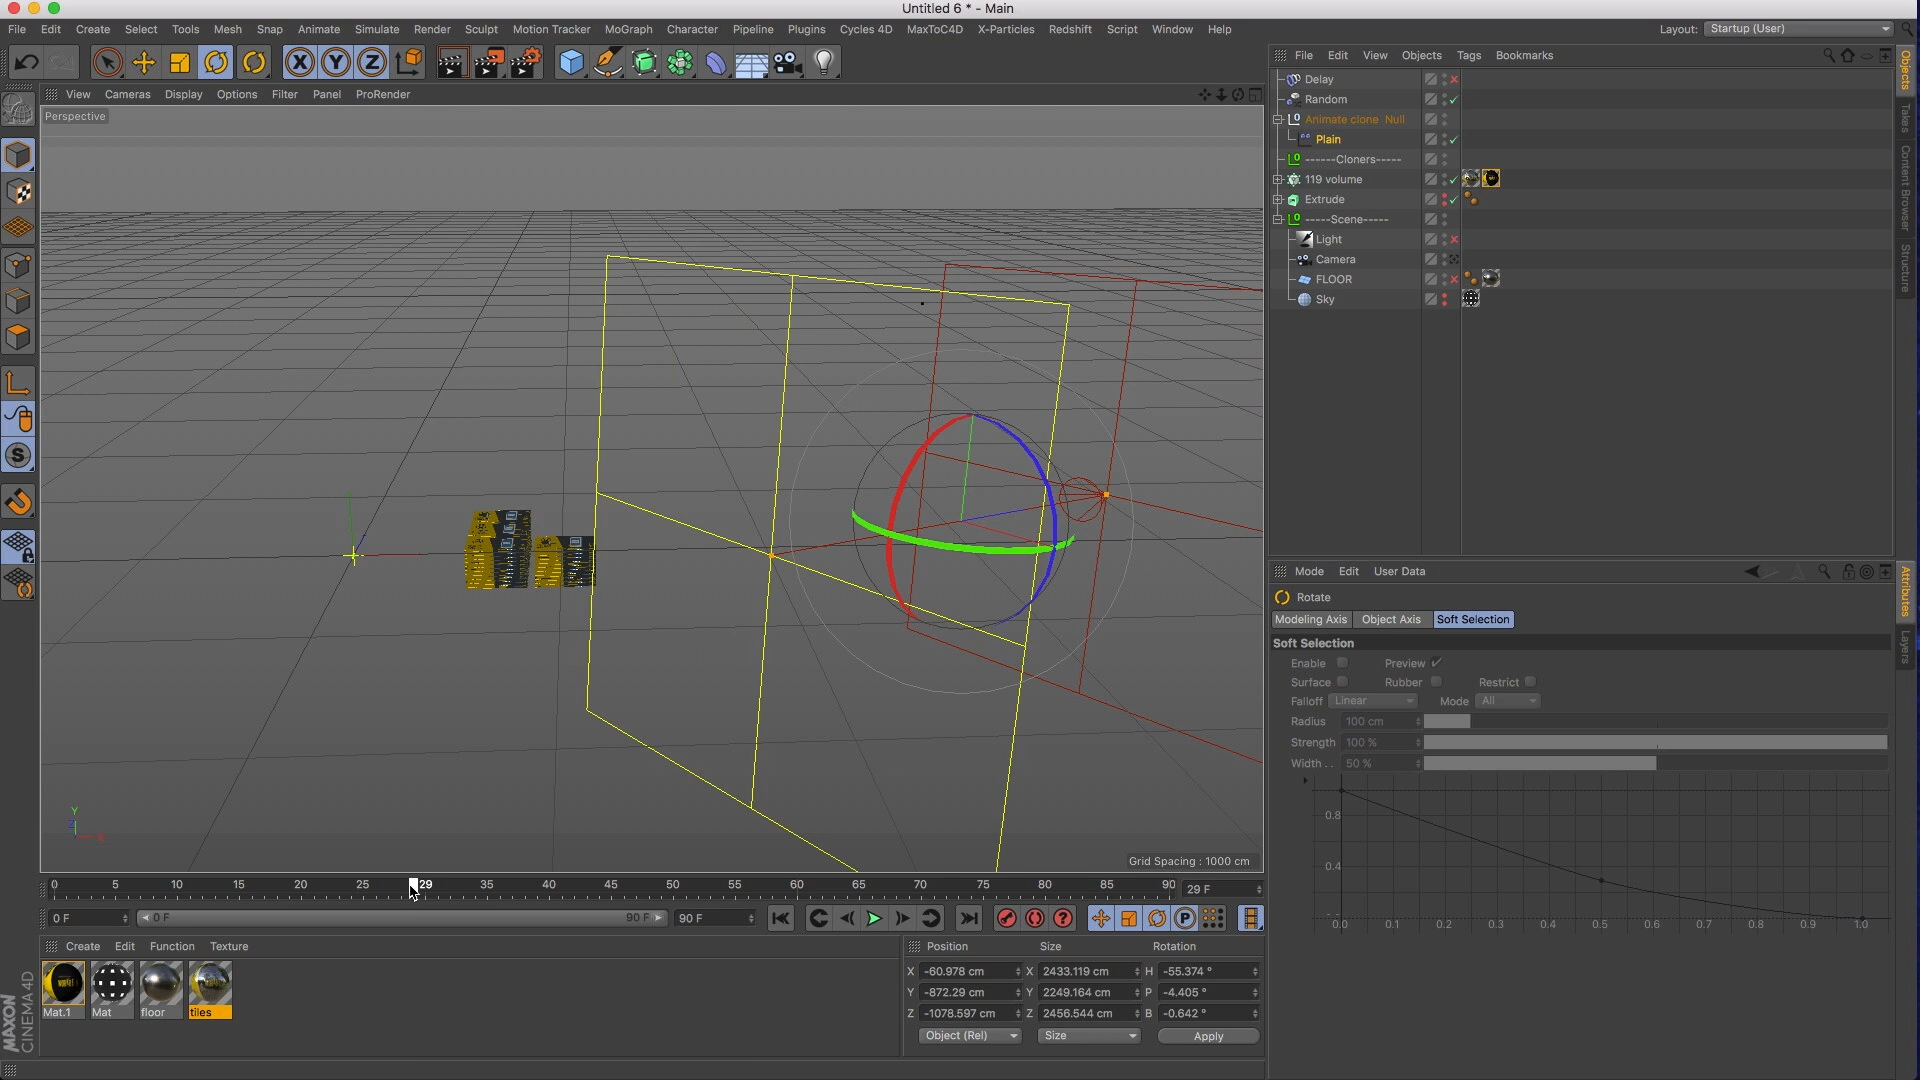 Untitled 6 * - Main
File Edit Create Select Tools Mesh Snap Animate Simulate Render Sculpt Motion Tracker MoGraph Character Pipeline Plugins Cycles 4D MaxToC4D X-Particles Redshift Script Window Help
Layout: Startup (User)
File Edit View Objects Tags Bookmarks
View Cameras Display Options Filter Panel ProRender
Perspective
Delay
Random
Animate clone Null
Plain
------Cloners-----
119 volume
Extrude
-----Scene-----
Light
Camera
FLOOR
Sky
Objects
Takes
Content Browser
Structure
Mode Edit User Data
Rotate
Modeling Axis Object Axis Soft Selection
Soft Selection
Enable Preview
Surface Rubber Restrict
Falloff Linear Mode All
Radius 100 cm
Strength 100 %
Width . . 50 %
0.8
0.4
0.0 0.1 0.2 0.3 0.4 0.5 0.6 0.7 0.8 0.9 1.0
Attributes
Layers
Y
Z
X
Grid Spacing : 1000 cm
0 5 10 15 20 25 29 35 40 45 50 55 60 65 70 75 80 85 90 29 F
0 F 0 F 90 F 90 F
Create Edit Function Texture
Mat.1 Mat floor tiles
Position Size Rotation
X -60.978 cm X 2433.119 cm H -55.374 °
Y -872.29 cm Y 2249.164 cm P -4.405 °
Z -1078.597 cm Z 2456.544 cm B -0.642 °
Object (Rel) Size Apply
MAXON
CINEMA 4D